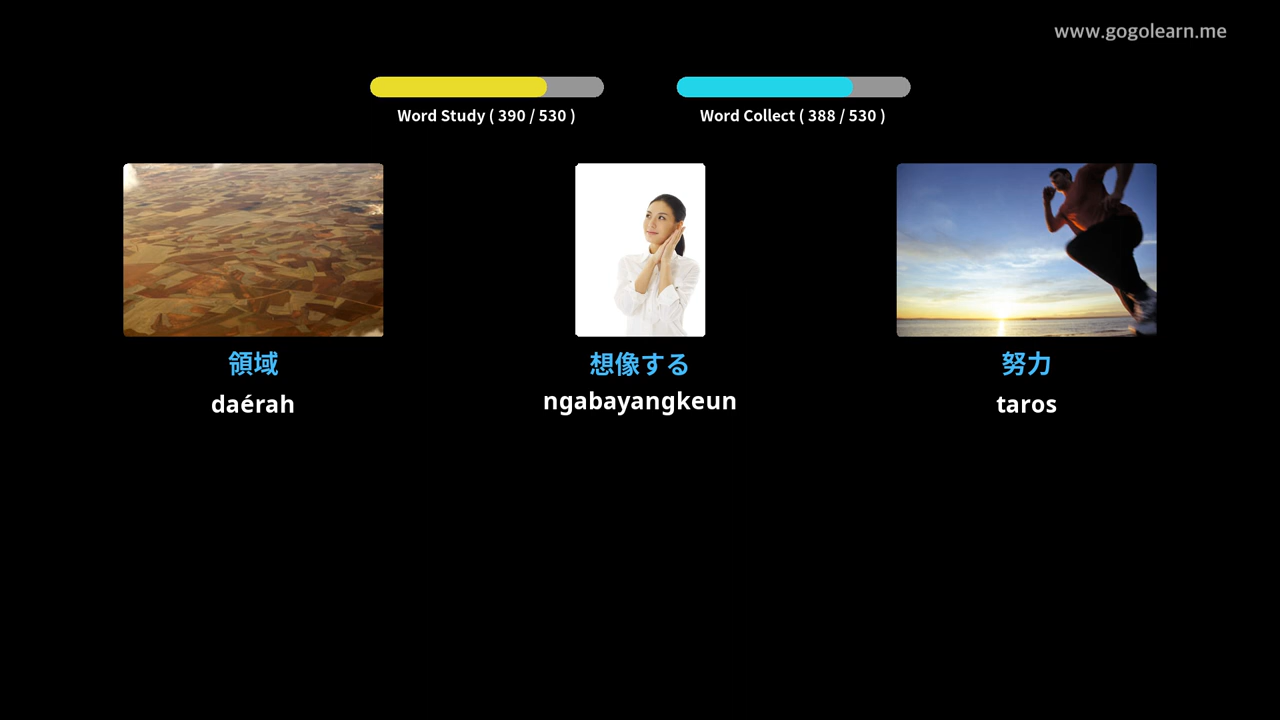 www.gogolearn.me
Word Study ( 390 / 530 )
Word Collect ( 388 / 530 )
領域
daérah
想像する
ngabayangkeun
努力
taros